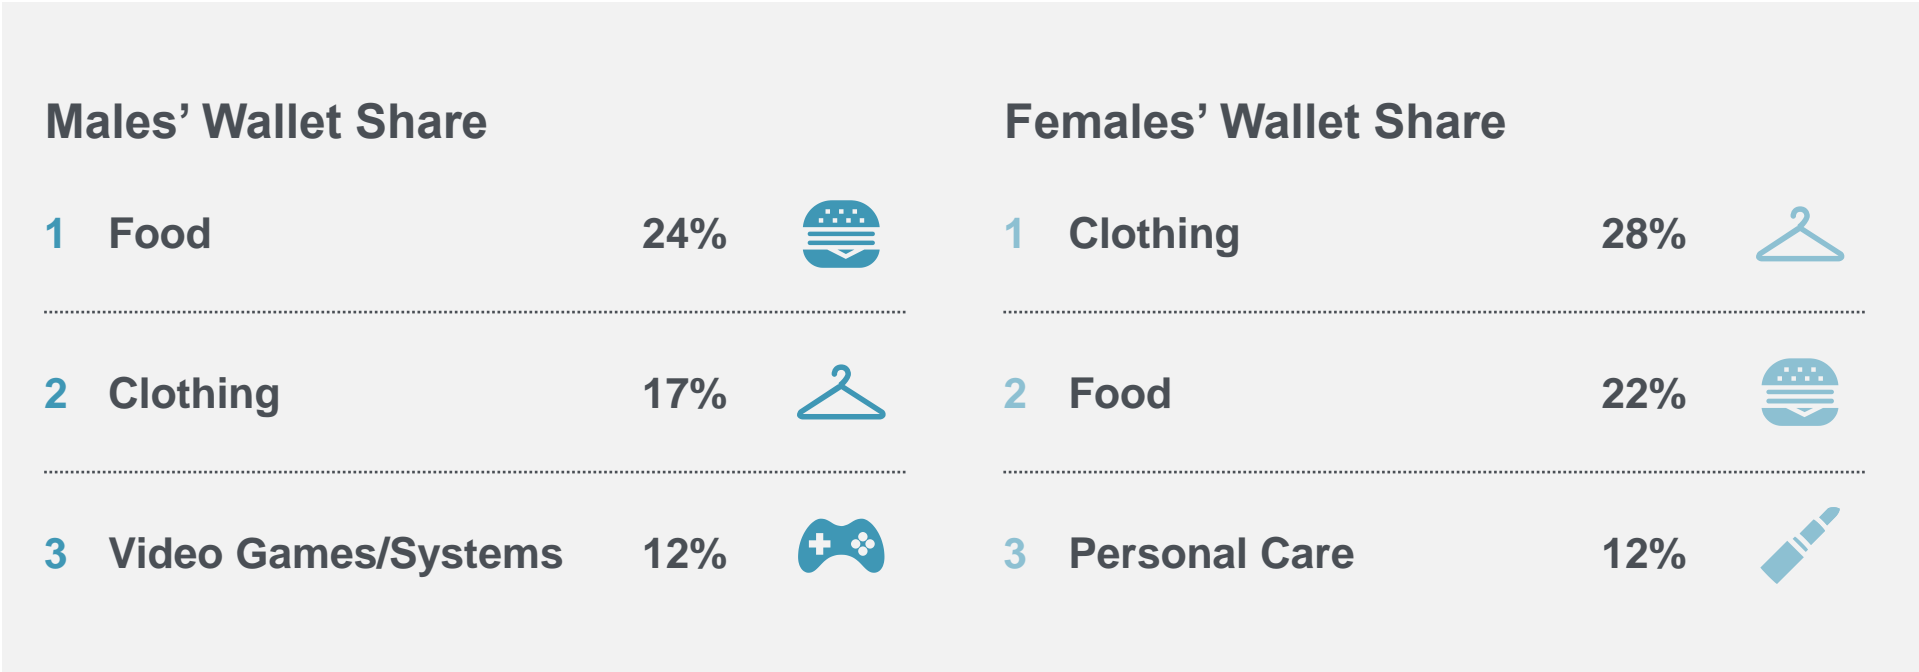 Males’ Wallet Share
1 Food 24%
2 Clothing 17%
3 Video Games/Systems 12%
Females’ Wallet Share
1 Clothing 28%
2 Food 22%
3 Personal Care 12%